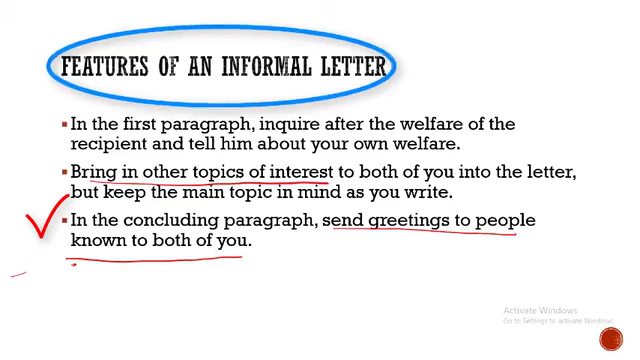 FEATURES OF AN INFORMAL LETTER
▪ In the first paragraph, inquire after the welfare of the
recipient and tell him about your own welfare.
▪ Bring in other topics of interest to both of you into the letter,
but keep the main topic in mind as you write.
▪ In the concluding paragraph, send greetings to people
known to both of you.
Activate Windows
Go to Settings to activate Windows.